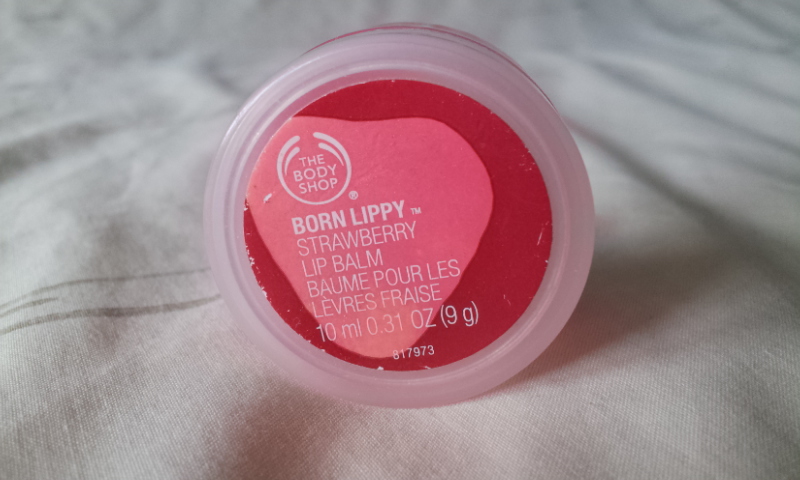 THE
BODY
SHOP®
BORN LIPPY™
STRAWBERRY
LIP BALM
BAUME POUR LES
LÈVRES FRAISE
10 ml 0.31 OZ (9 g)
817973